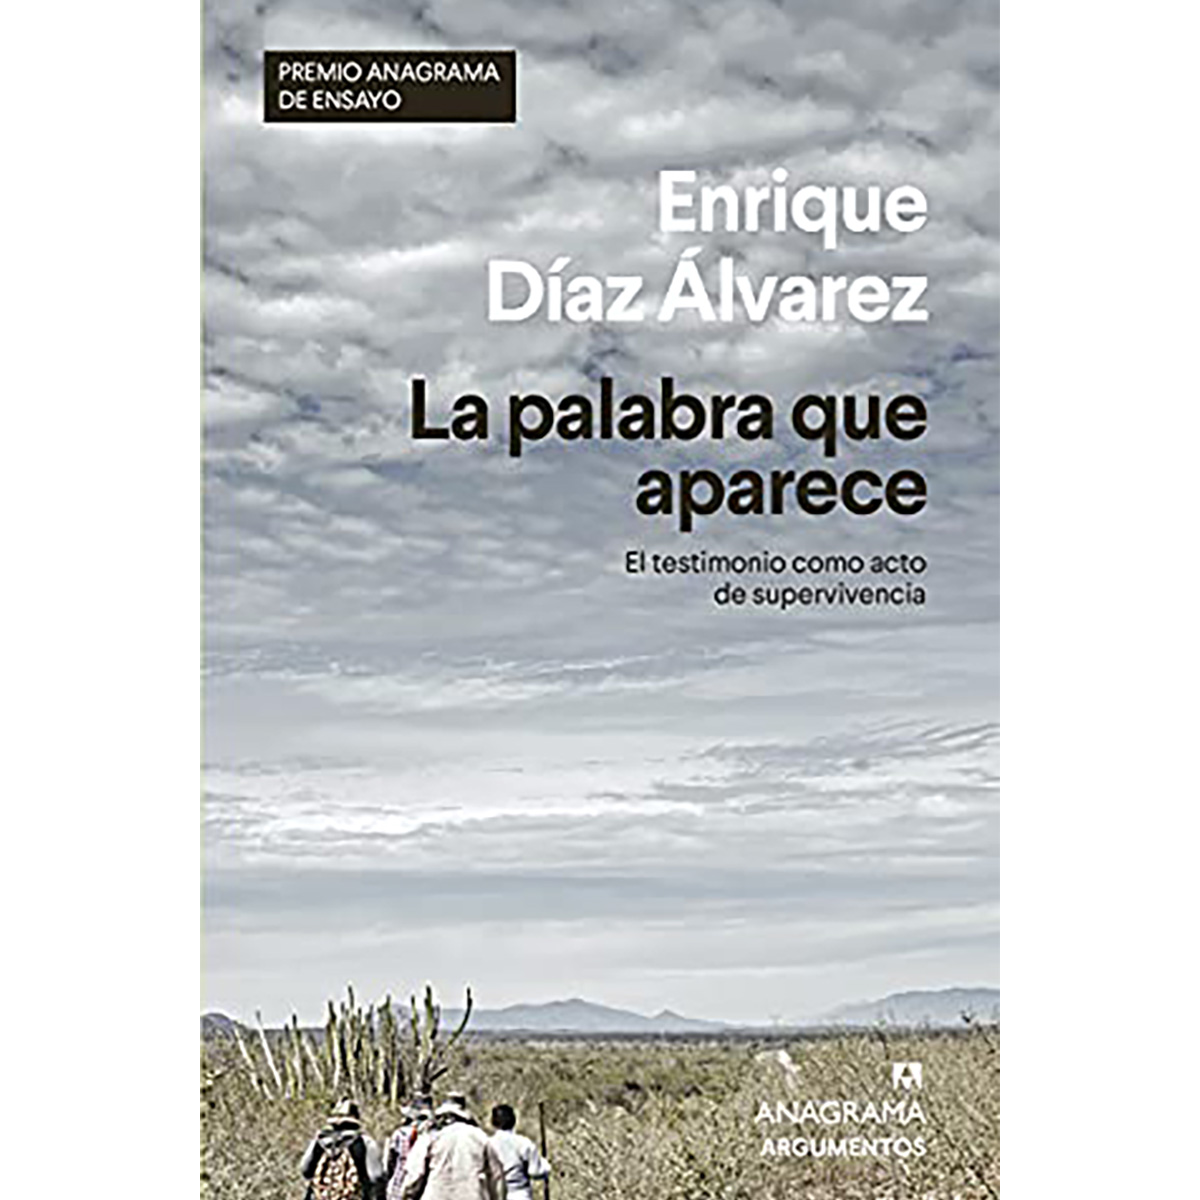 PREMIO ANAGRAMA
DE ENSAYO
Enrique
Díaz Álvarez
La palabra que
aparece
El testimonio como acto
de supervivencia
ANAGRAMA
ARGUMENTOS